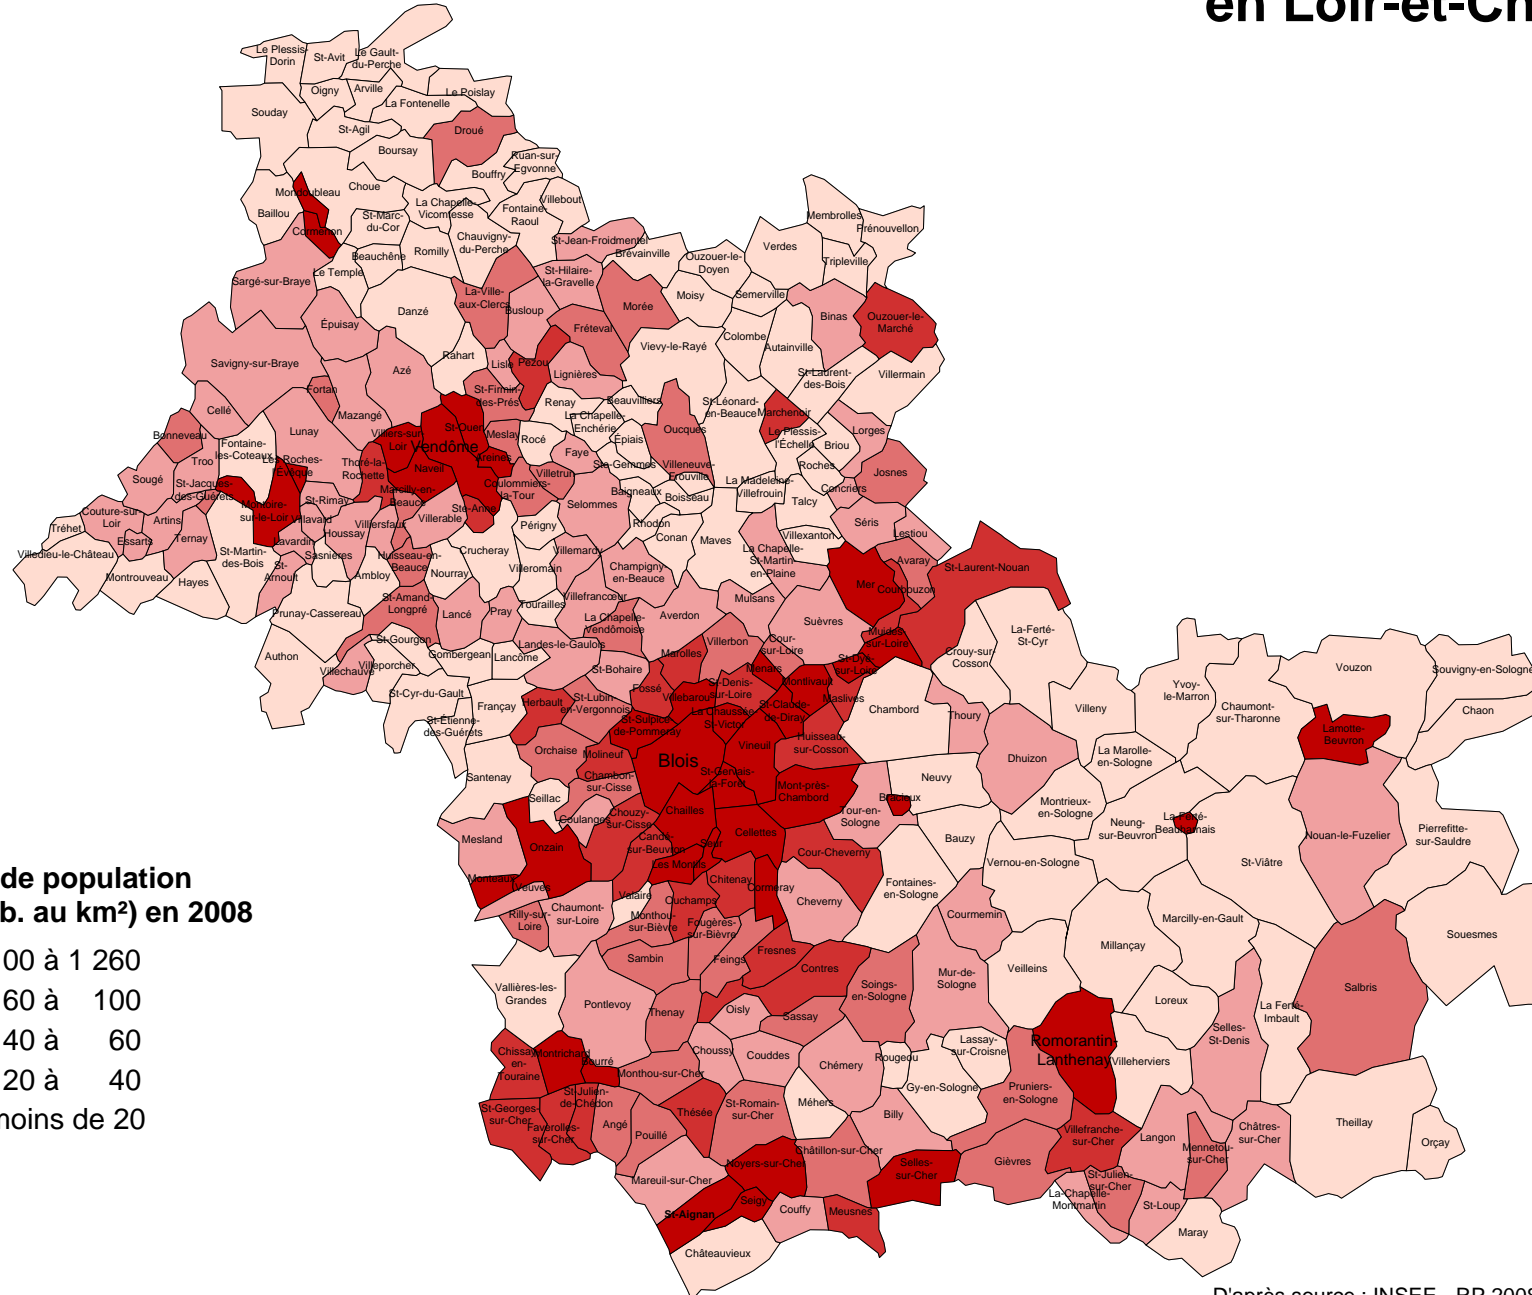 en Loir-et-Ch
Le Plessis-
Dorin
St-Avit
Le Gault-
du-Perche
Oigny
Arville
La Fontenelle
Le Poislay
Souday
St-Agil
Droué
Boursay
Bouffry
Ruan-sur-
Egvonne
Mondoubleau
Choue
Baillou
La Chapelle-
Vicomtesse
Villebout
Fontaine-
Raoul
St-Marc-
du-Cor
Cormenon
Romilly
Chauvigny-
du-Perche
Beauchêne
Le Temple
St-Jean-Froidmentel
Brévainville
Sargé-sur-Braye
St-Hilaire-
la-Gravelle
Ouzouer-le-
Doyen
Verdes
Membrolles
Prénouvellon
Tripleville
Danzé
La-Ville-
aux-Clercs
Busloup
Morée
Moisy
Semerville
Binas
Ouzouer-le-
Marché
Épuisay
Fréteval
Colombe
Autainville
Vievy-le-Rayé
Savigny-sur-Braye
Azé
Rahart
Lisle
Pezou
Lignières
St-Laurent-
des-Bois
Villermain
Fortan
St-Firmin-
des-Prés
Renay
Beauvilliers
St-Léonard-
en-Beauce
Marchenoir
Cellé
Mazangé
La Chapelle-
Enchérie
Oucques
Le Plessis-
l'Échelle
Lorges
Bonneveau
Lunay
Villiers-sur-
Loir
St-Ouen
Vendôme
Meslay
Rocé
Épiais
Briou
Fontaine-
les-Coteaux
Troo
Les Roches-
l'Évêque
Thoré-la-
Rochette
Naveil
Areines
Faye
Ste-Gemmes
Villeneuve-
Frouville
Roches
Josnes
Sougé
St-Jacques-
des-Guérets
Marcilly-en-
Beauce
Coulommiers-
la-Tour
Villetrun
Baigneaux
Boisseau
La Madeleine-
Villefrouin
Talcy
Concriers
Selommes
Montoire-
sur-le-Loir
St-Rimay
Villavard
Ste-Anne
Couture-sur-
Loir
Artins
Villiersfaux
Villerable
Périgny
Rhodon
Conan
Maves
Villexanton
Séris
Lestiou
Tréhet
Essarts
Ternay
Lavardin
Houssay
Sasnières
Villedieu-le-Château
Montrouveau
Hayes
St-Martin-
des-Bois
St-
Arnoult
Ambloy
Huisseau-en-
Beauce
Nourray
Crucheray
Villeromain
Villemardy
Champigny-
en-Beauce
La Chapelle-
St-Martin-
en-Plaine
Mer
Avaray
Courbouzon
St-Laurent-Nouan
Prunay-Cassereau
St-Amand-
Longpré
Lancé
Pray
Tourailles
Villefrancœur
La Chapelle-
Vendômoise
Averdon
Mulsans
Suèvres
Authon
St-Gourgon
Villeporcher
Villechauve
Gombergean
Lancôme
Landes-le-Gaulois
St-Bohaire
Marolles
Villerbon
Cour-
sur-Loire
Menars
Muides-
sur-Loire
St-Dyé-
sur-Loire
Crouy-sur-
Cosson
La-Ferté-
St-Cyr
St-Cyr-du-Gault
Françay
Herbault
St-Lubin-
en-Vergonnois
Fossé
Villebarou
St-Denis-
sur-Loire
Montlivaux
Maslives
Chambord
Thoury
Villeny
Yvoy-
le-Marron
Chaumont-
sur-Tharonne
Vouzon
Souvigny-en-Sologne
Chaon
St-Étienne-
des-Guérets
St-Sulpice-
de-Pommeray
La Chaussée-
St-Victor
St-Claude-
de-Diray
Vineuil
Huisseau-
sur-Cosson
Lamotte-
Beuvron
Santenay
Orchaise
Molineuf
Blois
St-Gervais-
la-Forêt
Mont-près-
Chambord
Neuvy
Dhuizon
La Marolle-
en-Sologne
Seillac
Chambon-
sur-Cisse
Coulanges
Chouzy-
sur-Cisse
Chailles
Tour-en-
Sologne
Bracieux
Montrieux-
en-Sologne
Neung-
sur-Beuvron
La-Ferté-
Beauharnais
Mesland
Onzain
Candé-
sur-Beuvron
Seur
Cellettes
Cour-Cheverny
Bauzy
Vernou-en-Sologne
St-Viâtre
Nouan-le-Fuzelier
Pierrefitte-
sur-Sauldre
Les Montils
Monteaux
Veuves
Valaire
Chitenay
Cormeray
Cheverny
Fontaines-
en-Sologne
Rilly-sur-
Loire
Chaumont-
sur-Loire
Monthou-
sur-Bièvre
Ouchamps
Fougères-
sur-Bièvre
Courmemin
Marcilly-en-Gault
Millançay
Souesmes
Sambin
Feings
Fresnes
Contres
Soings-
en-Sologne
Mur-de-
Sologne
Veilleins
Vallières-les-
Grandes
Pontlevoy
Thenay
Oisly
Sassay
Loreux
La Ferté-
Imbault
Salbris
Selles-
St-Denis
Chissay-
en-
Touraine
Montrichard
Bourré
Monthou-sur-Cher
Choussy
Couddes
Chémery
Rougeou
Lassay-
sur-Croisne
Romorantin-
Lanthenay
Villeherviers
Gy-en-Sologne
Pruniers-
en-Sologne
St-Georges-
sur-Cher
St-Julien-
de-Chédon
Faverolles-
sur-Cher
Angé
Pouillé
Thésée
St-Romain-
sur-Cher
Méhers
Billy
Villefranche-
sur-Cher
Langon
Mennetou-
sur-Cher
Châtres-
sur-Cher
Theillay
Orçay
Mareuil-sur-Cher
Noyers-sur-Cher
Châtillon-sur-Cher
Selles-
sur-Cher
Gièvres
St-Julien-
sur-Cher
La-Chapelle-
Montmartin
St-Loup
Maray
St-Aignan
Seigy
Couffy
Meusnes
Châteauvieux
de population
b. au km²) en 2008
00 à 1 260
60 à 100
40 à 60
20 à 40
moins de 20
D'après source : INSEE - RP 2008